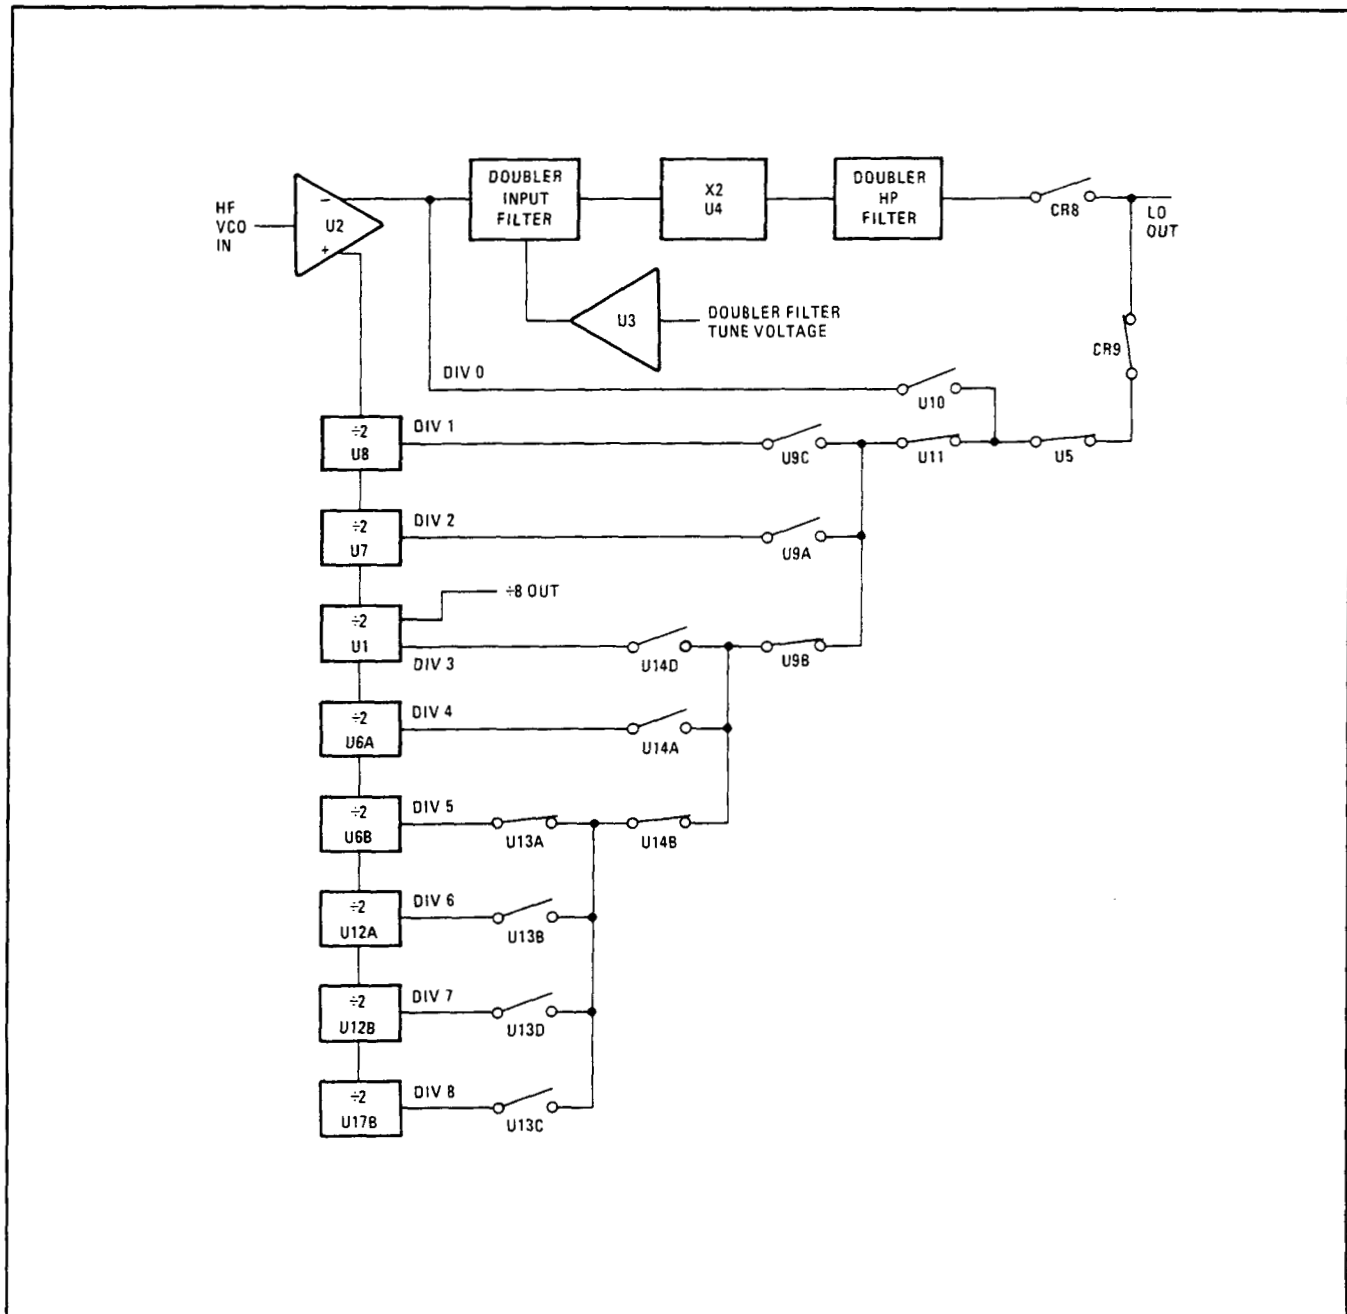 HF
VCO
IN
−
U2
+
DOUBLER
INPUT
FILTER
X2
U4
DOUBLER
HP
FILTER
CR8
LO
OUT
U3
DOUBLER FILTER
TUNE VOLTAGE
CR9
DIV 0
U10
÷2
U8
DIV 1
U9C
U11
U5
÷2
U7
DIV 2
U9A
÷8 OUT
÷2
U1
DIV 3
U14D
U9B
÷2
U6A
DIV 4
U14A
÷2
U6B
DIV 5
U13A
U14B
÷2
U12A
DIV 6
U13B
÷2
U12B
DIV 7
U13D
÷2
U17B
DIV 8
U13C